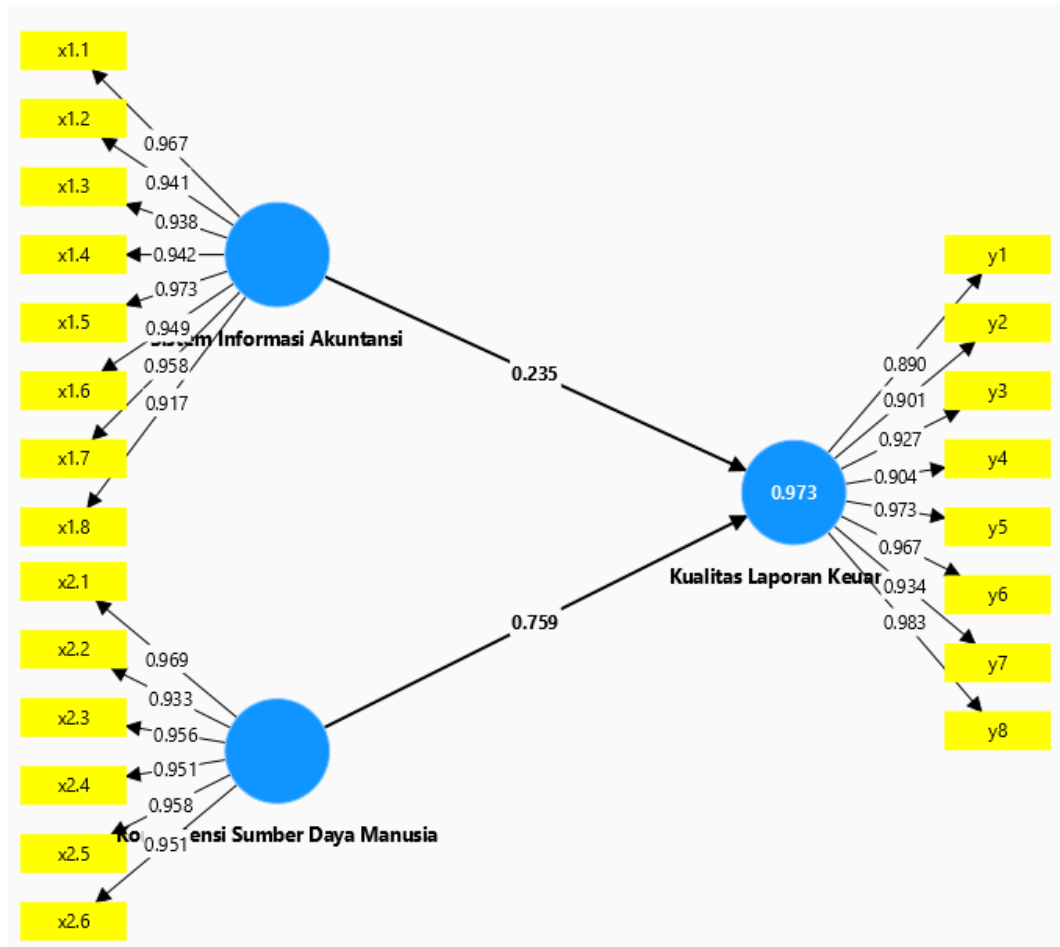 x1.1
x1.2
x1.3
x1.4
x1.5
x1.6
x1.7
x1.8
0.967
0.941
0.938
0.942
0.973
0.949
0.958
0.917
Informasi Akuntansi
0.235
x2.1
x2.2
x2.3
x2.4
x2.5
x2.6
0.969
0.933
0.956
0.951
0.958
0.951
Sumber Daya Manusia
0.759
0.973
Kualitas Laporan
0.890
0.901
0.927
0.904
0.973
0.967
0.934
0.983
y1
y2
y3
y4
y5
y6
y7
y8